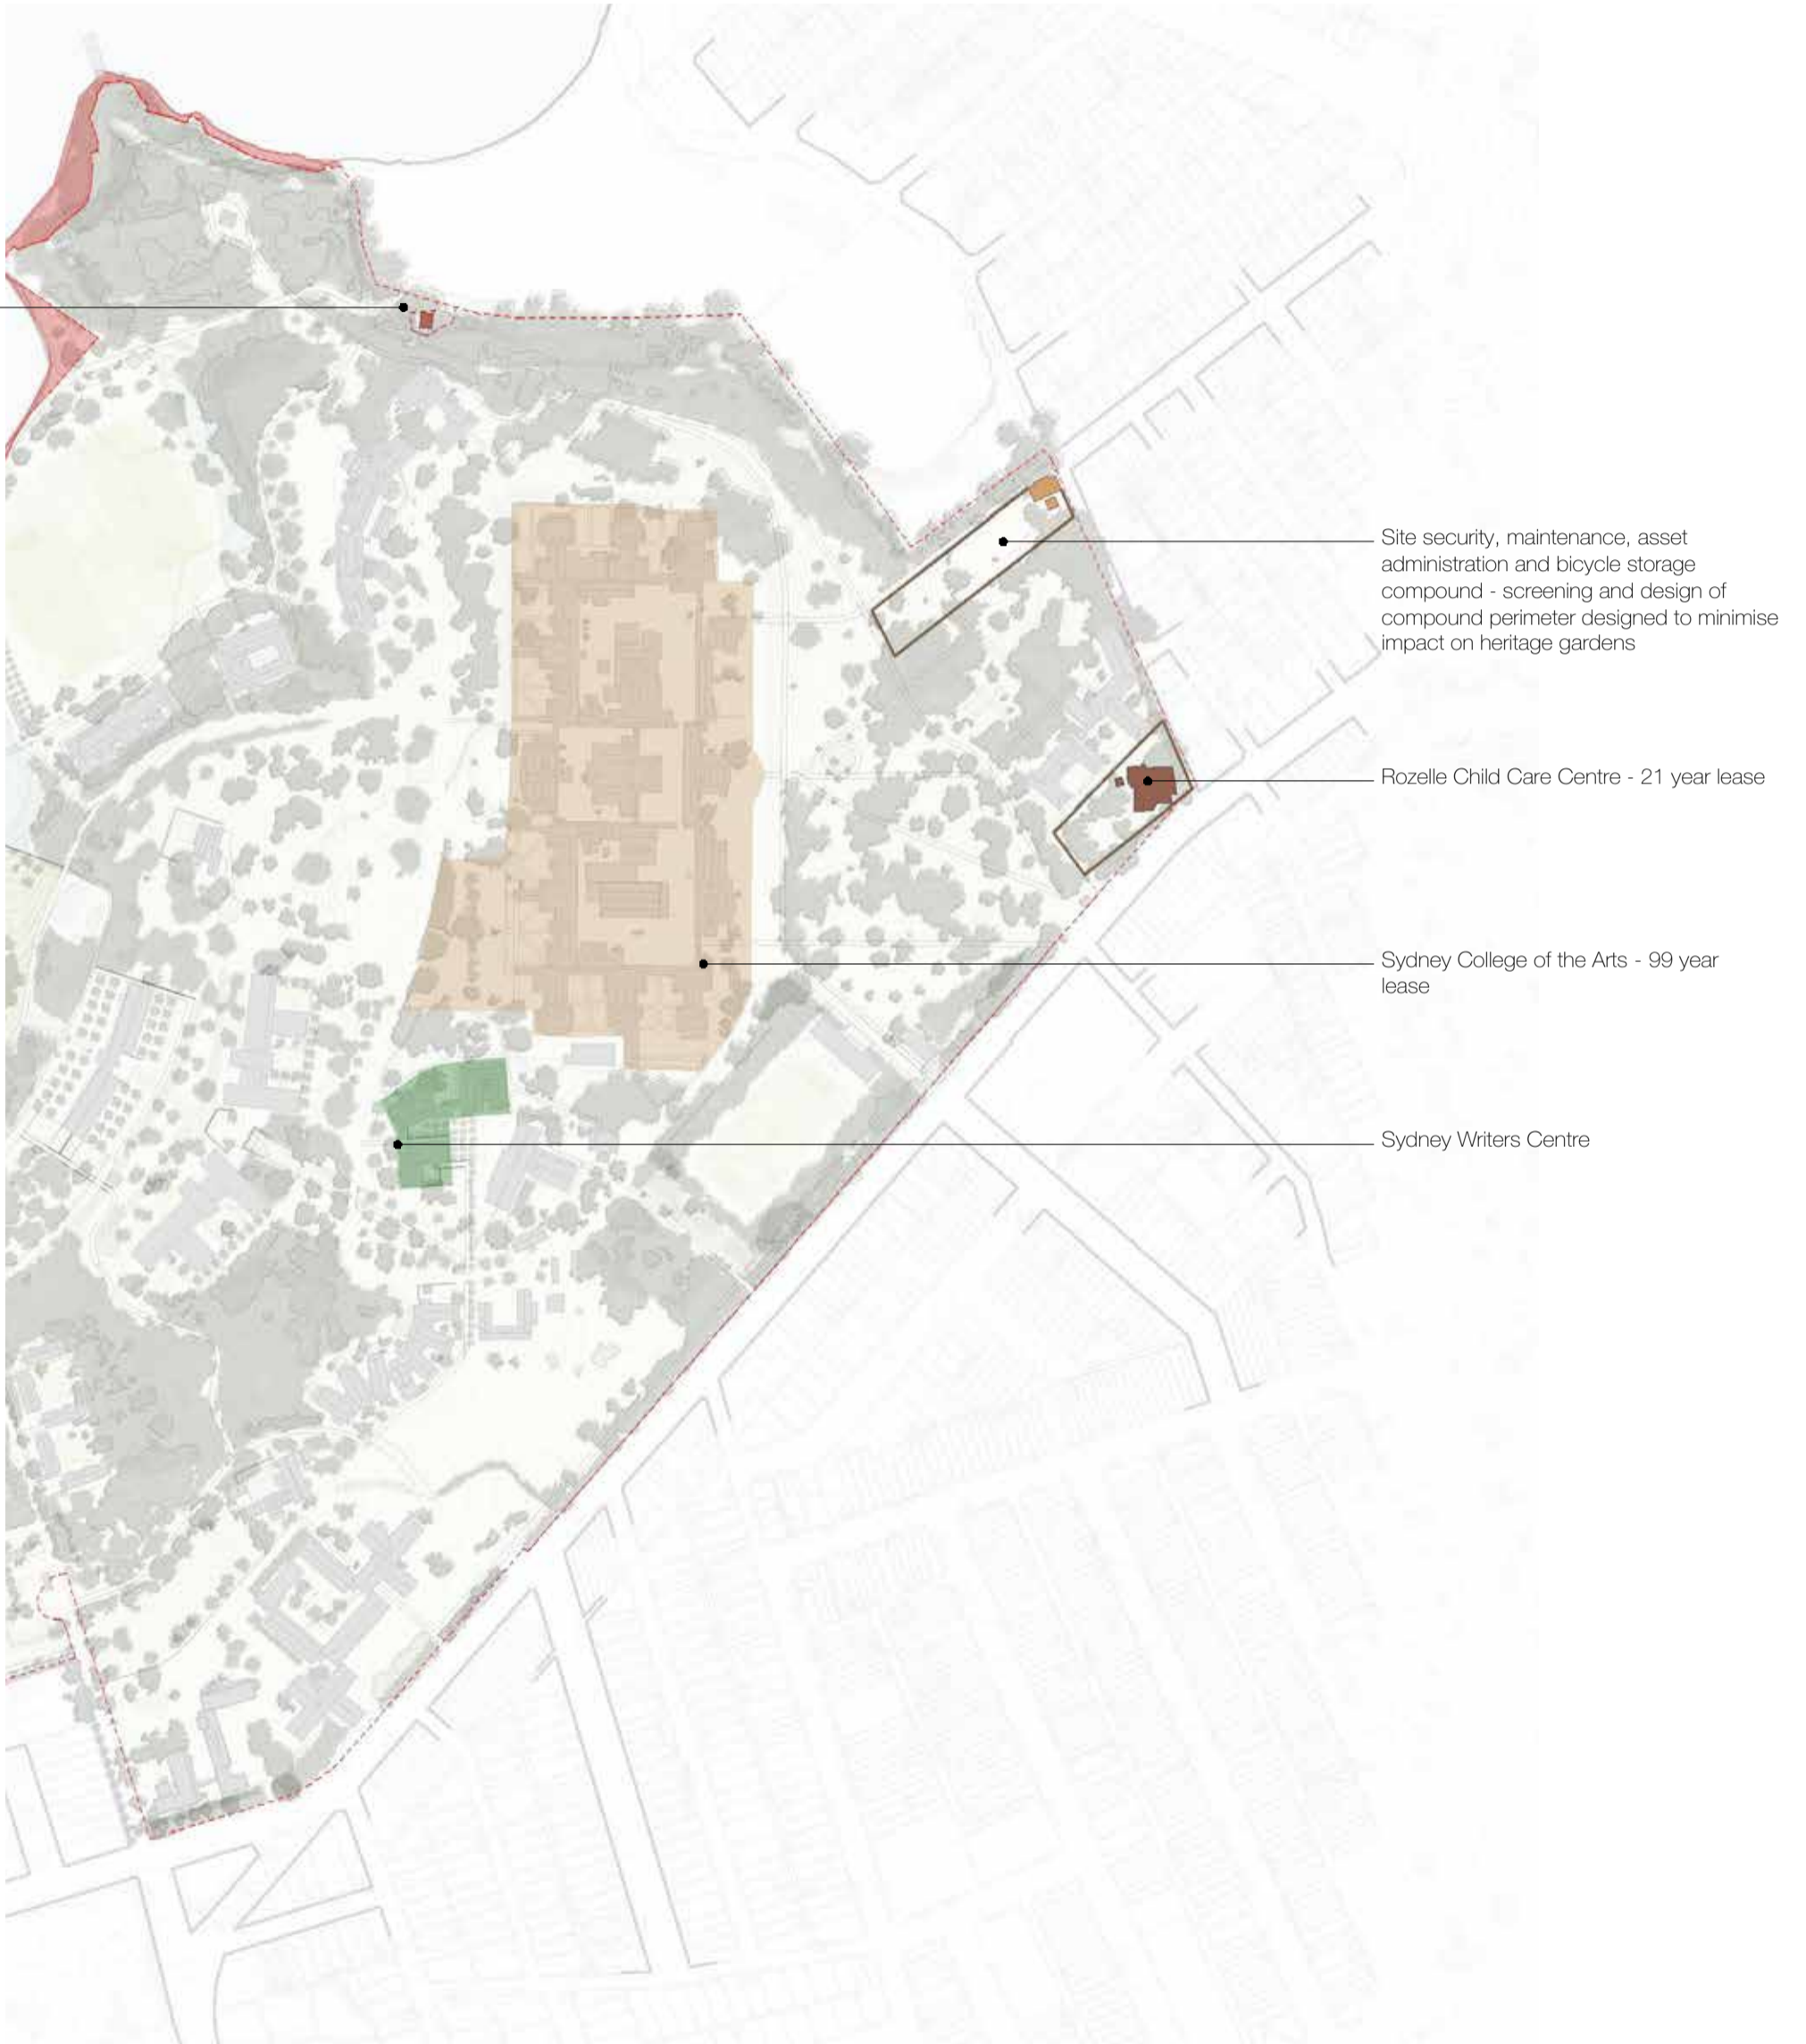 Site security, maintenance, asset
administration and bicycle storage
compound - screening and design of
compound perimeter designed to minimise
impact on heritage gardens
Rozelle Child Care Centre - 21 year lease
Sydney College of the Arts - 99 year
lease
Sydney Writers Centre